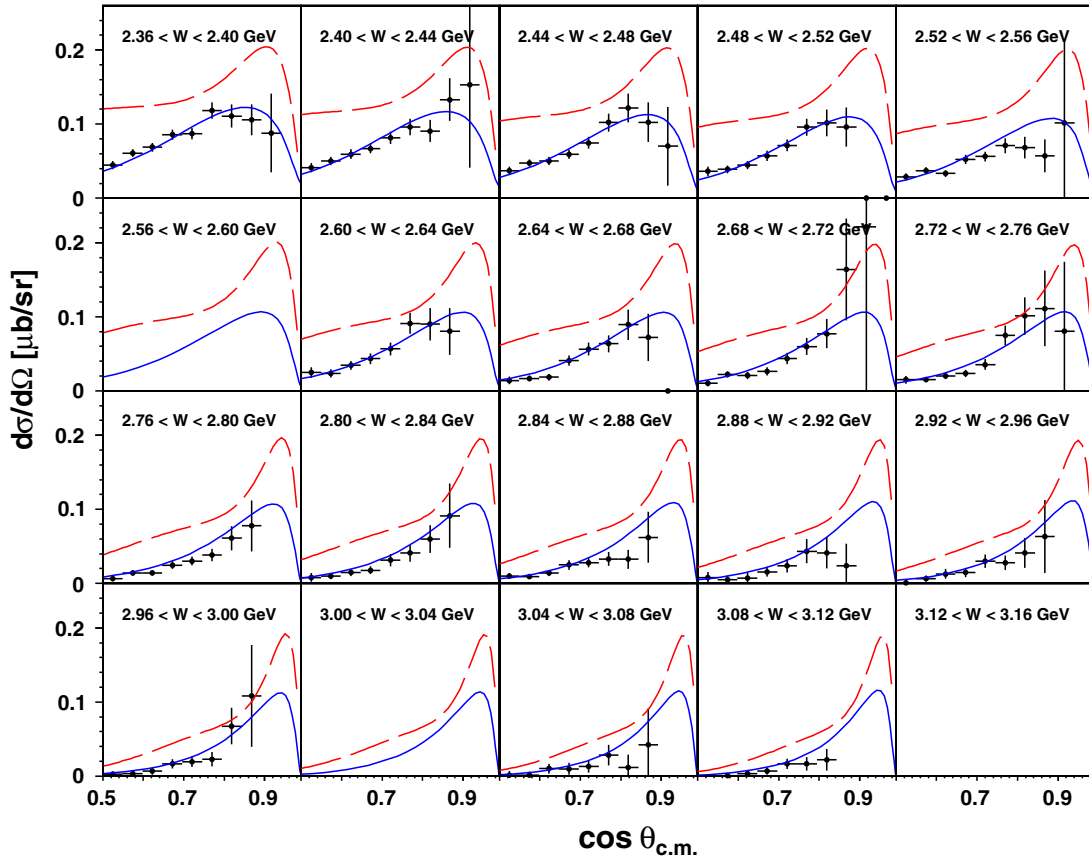 0.2
2.36 < W < 2.40 GeV
2.40 < W < 2.44 GeV
2.44 < W < 2.48 GeV
2.48 < W < 2.52 GeV
2.52 < W < 2.56 GeV
0.1
0
0.2
2.56 < W < 2.60 GeV
2.60 < W < 2.64 GeV
2.64 < W < 2.68 GeV
2.68 < W < 2.72 GeV
2.72 < W < 2.76 GeV
0.1
0
dσ/dΩ [μb/sr]
0.2
2.76 < W < 2.80 GeV
2.80 < W < 2.84 GeV
2.84 < W < 2.88 GeV
2.88 < W < 2.92 GeV
2.92 < W < 2.96 GeV
0.1
0
0.2
2.96 < W < 3.00 GeV
3.00 < W < 3.04 GeV
3.04 < W < 3.08 GeV
3.08 < W < 3.12 GeV
3.12 < W < 3.16 GeV
0.1
0
0.5 0.7 0.9 0.7 0.9 0.7 0.9 0.7 0.9 0.7 0.9
cos θc.m.